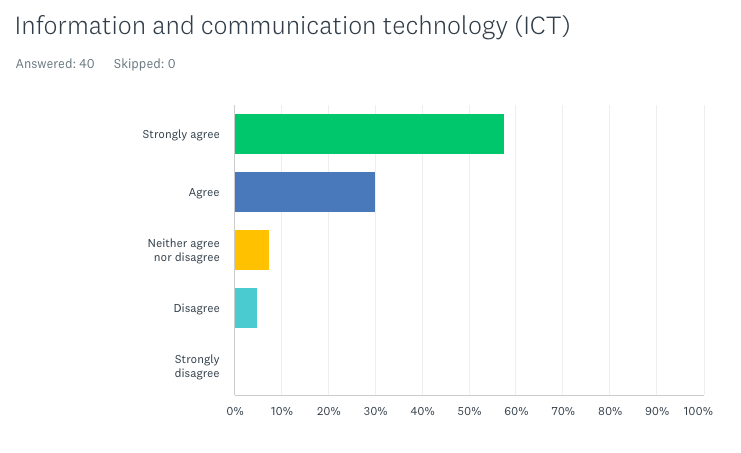 Information and communication technology (ICT)
Answered: 40 Skipped: 0
Strongly agree
Agree
Neither agree
nor disagree
Disagree
Strongly
disagree
0% 10% 20% 30% 40% 50% 60% 70% 80% 90% 100%